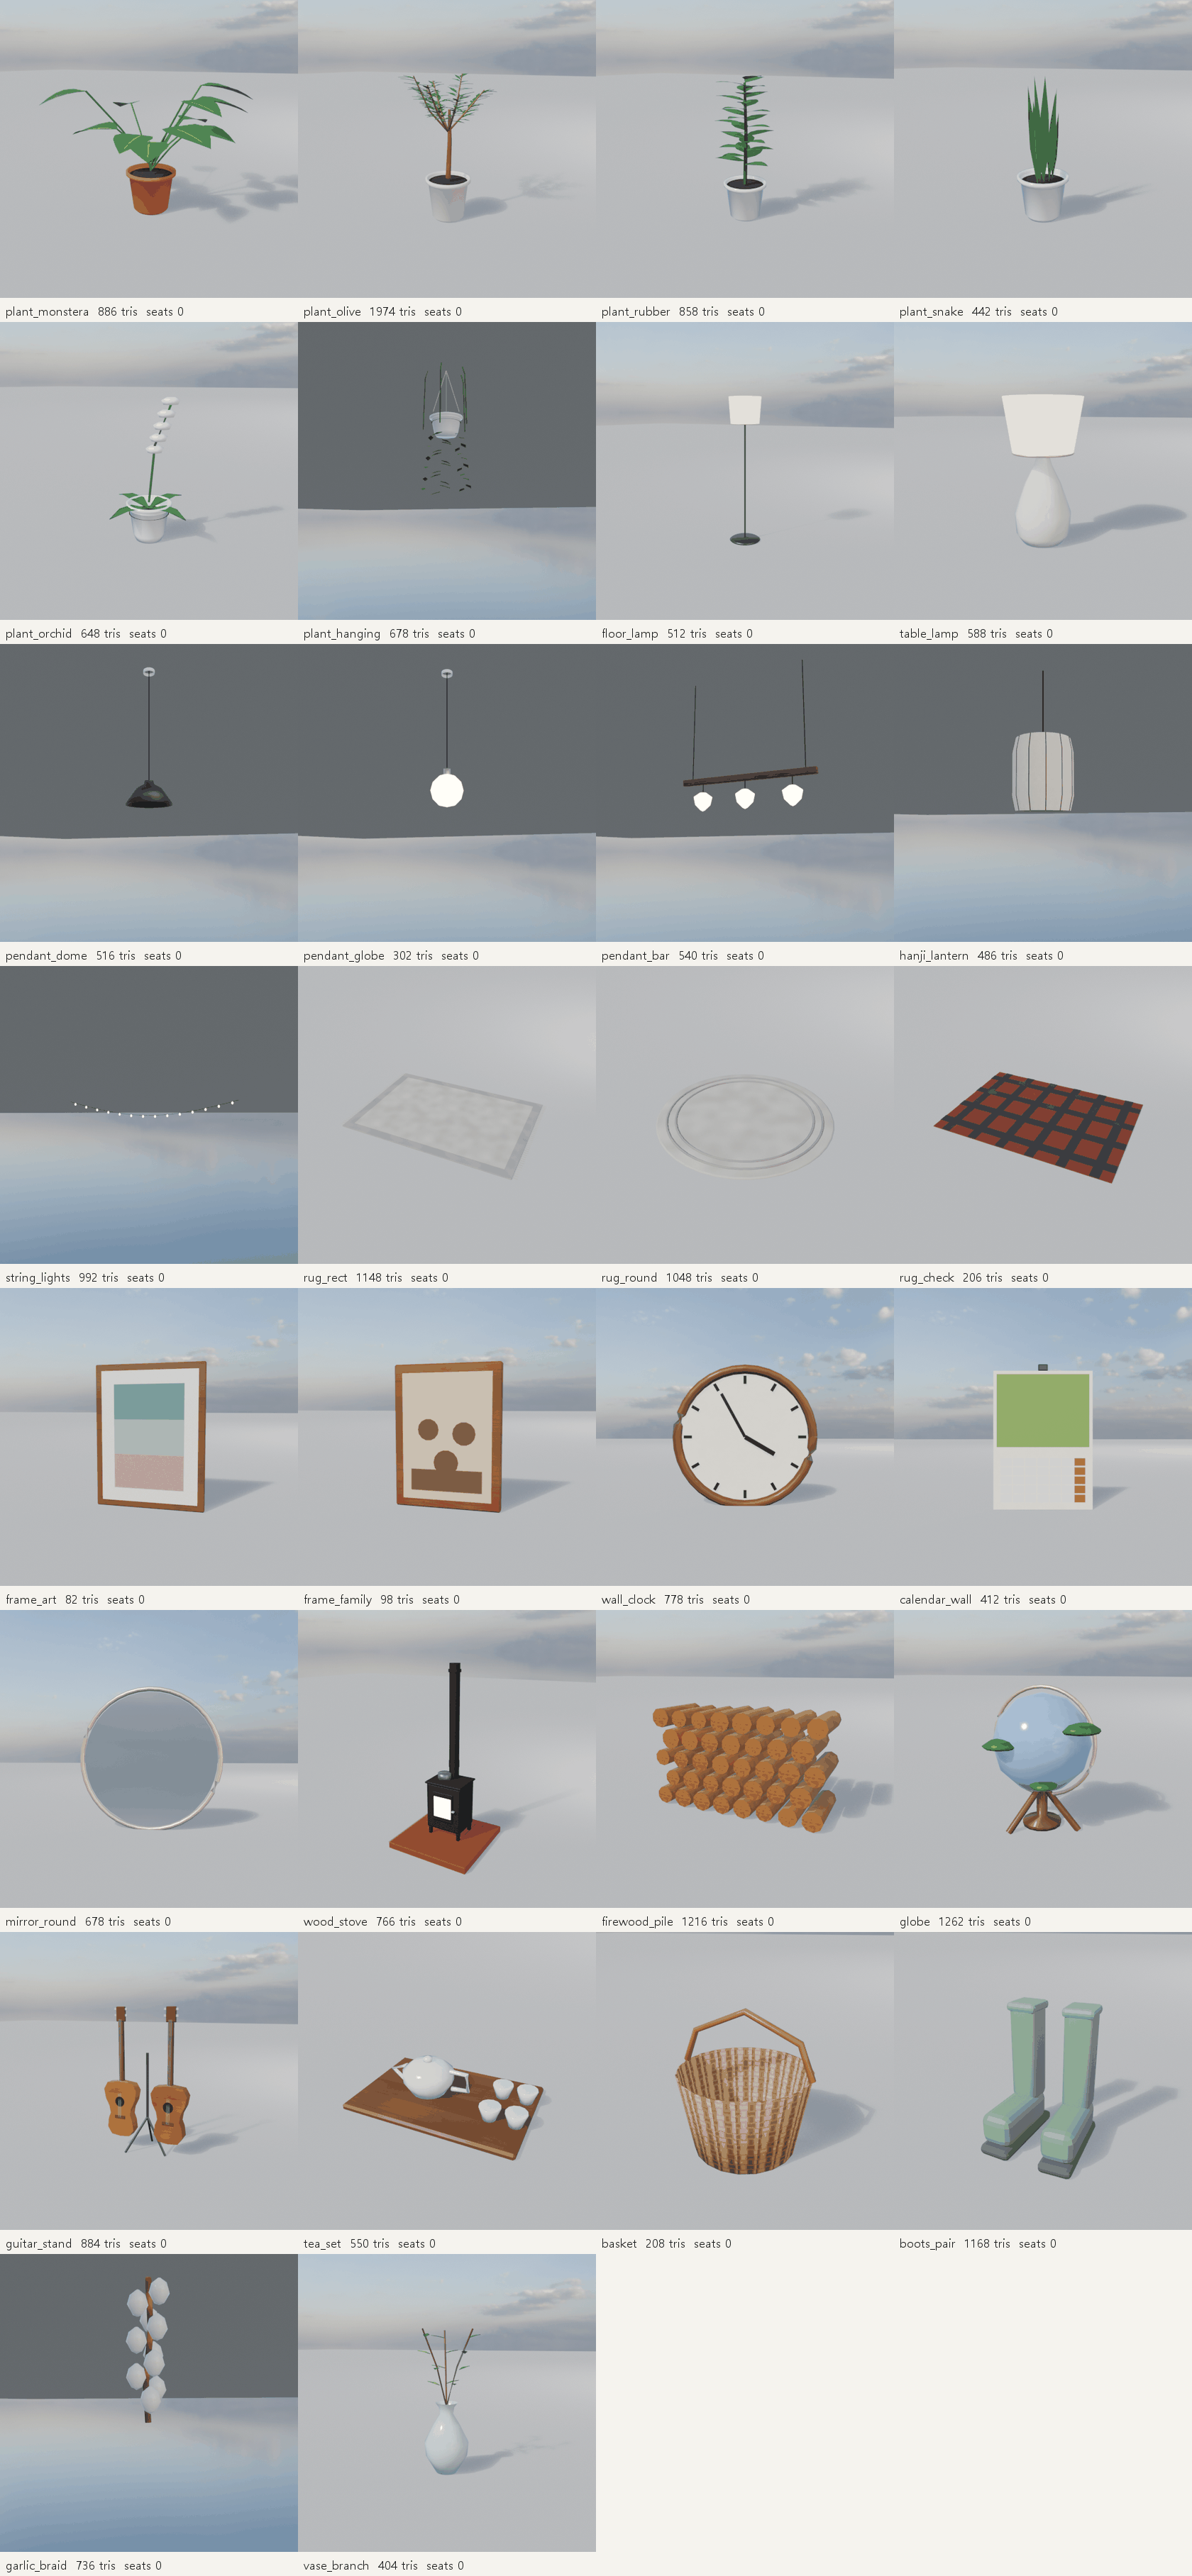 plant_monstera 886 tris seats 0
plant_olive 1974 tris seats 0
plant_rubber 858 tris seats 0
plant_snake 442 tris seats 0
plant_orchid 648 tris seats 0
plant_hanging 678 tris seats 0
floor_lamp 512 tris seats 0
table_lamp 588 tris seats 0
pendant_dome 516 tris seats 0
pendant_globe 302 tris seats 0
pendant_bar 540 tris seats 0
hanji_lantern 486 tris seats 0
string_lights 992 tris seats 0
rug_rect 1148 tris seats 0
rug_round 1048 tris seats 0
rug_check 206 tris seats 0
frame_art 82 tris seats 0
frame_family 98 tris seats 0
wall_clock 778 tris seats 0
calendar_wall 412 tris seats 0
mirror_round 678 tris seats 0
wood_stove 766 tris seats 0
firewood_pile 1216 tris seats 0
globe 1262 tris seats 0
guitar_stand 884 tris seats 0
tea_set 550 tris seats 0
basket 208 tris seats 0
boots_pair 1168 tris seats 0
garlic_braid 736 tris seats 0
vase_branch 404 tris seats 0